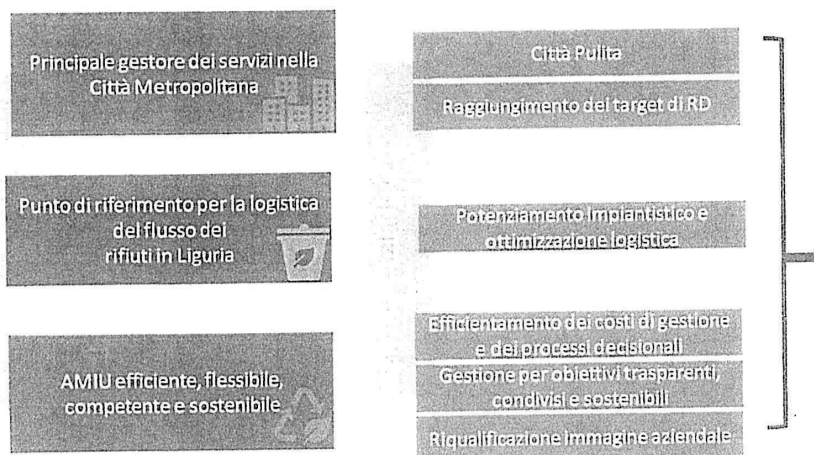 Principale gestore dei servizi nella
Città Metropolitana
Città Pulita
Raggiungimento dei target di RD
Punto di riferimento per la logistica
del flusso dei
rifiuti in Liguria
Potenziamento impiantistico e
ottimizzazione logistica
AMIU efficiente, flessibile,
competente e sostenibile
Efficientamento dei costi di gestione
e dei processi decisionali
Gestione per obiettivi trasparenti,
condivisi e sostenibili
Riqualificazione immagine aziendale